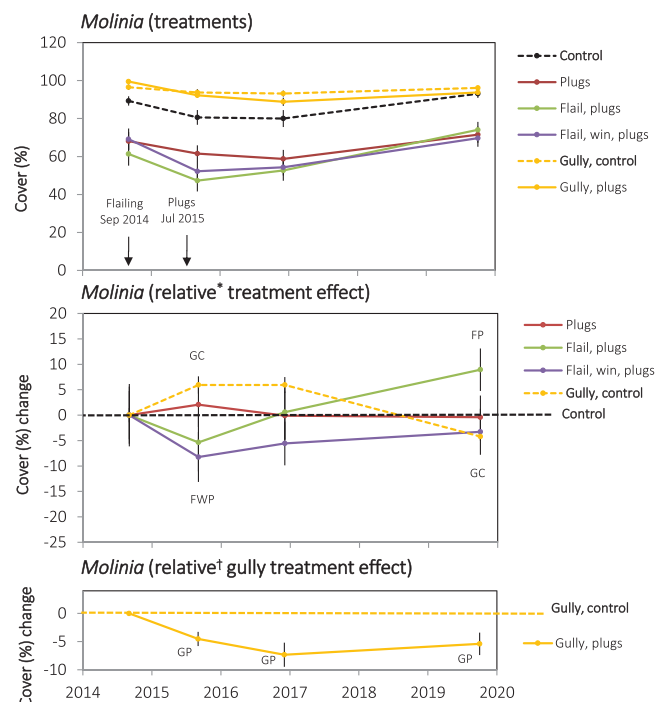 Molinia (treatments)
120
100
80
60
40
20
0
Cover (%)
Flailing
Sep 2014
Plugs
Jul 2015
Control
Plugs
Flail, plugs
Flail, win, plugs
Gully, control
Gully, plugs
Molinia (relative* treatment effect)
20
15
10
5
0
-5
-10
-15
-20
-25
Cover (%) change
GC
FWP
FP
GC
Plugs
Flail, plugs
Flail, win, plugs
Gully, control
Control
Molinia (relative† gully treatment effect)
0
-5
-10
Cover (%) change
GP
GP
GP
Gully, control
Gully, plugs
2014 2015 2016 2017 2018 2019 2020